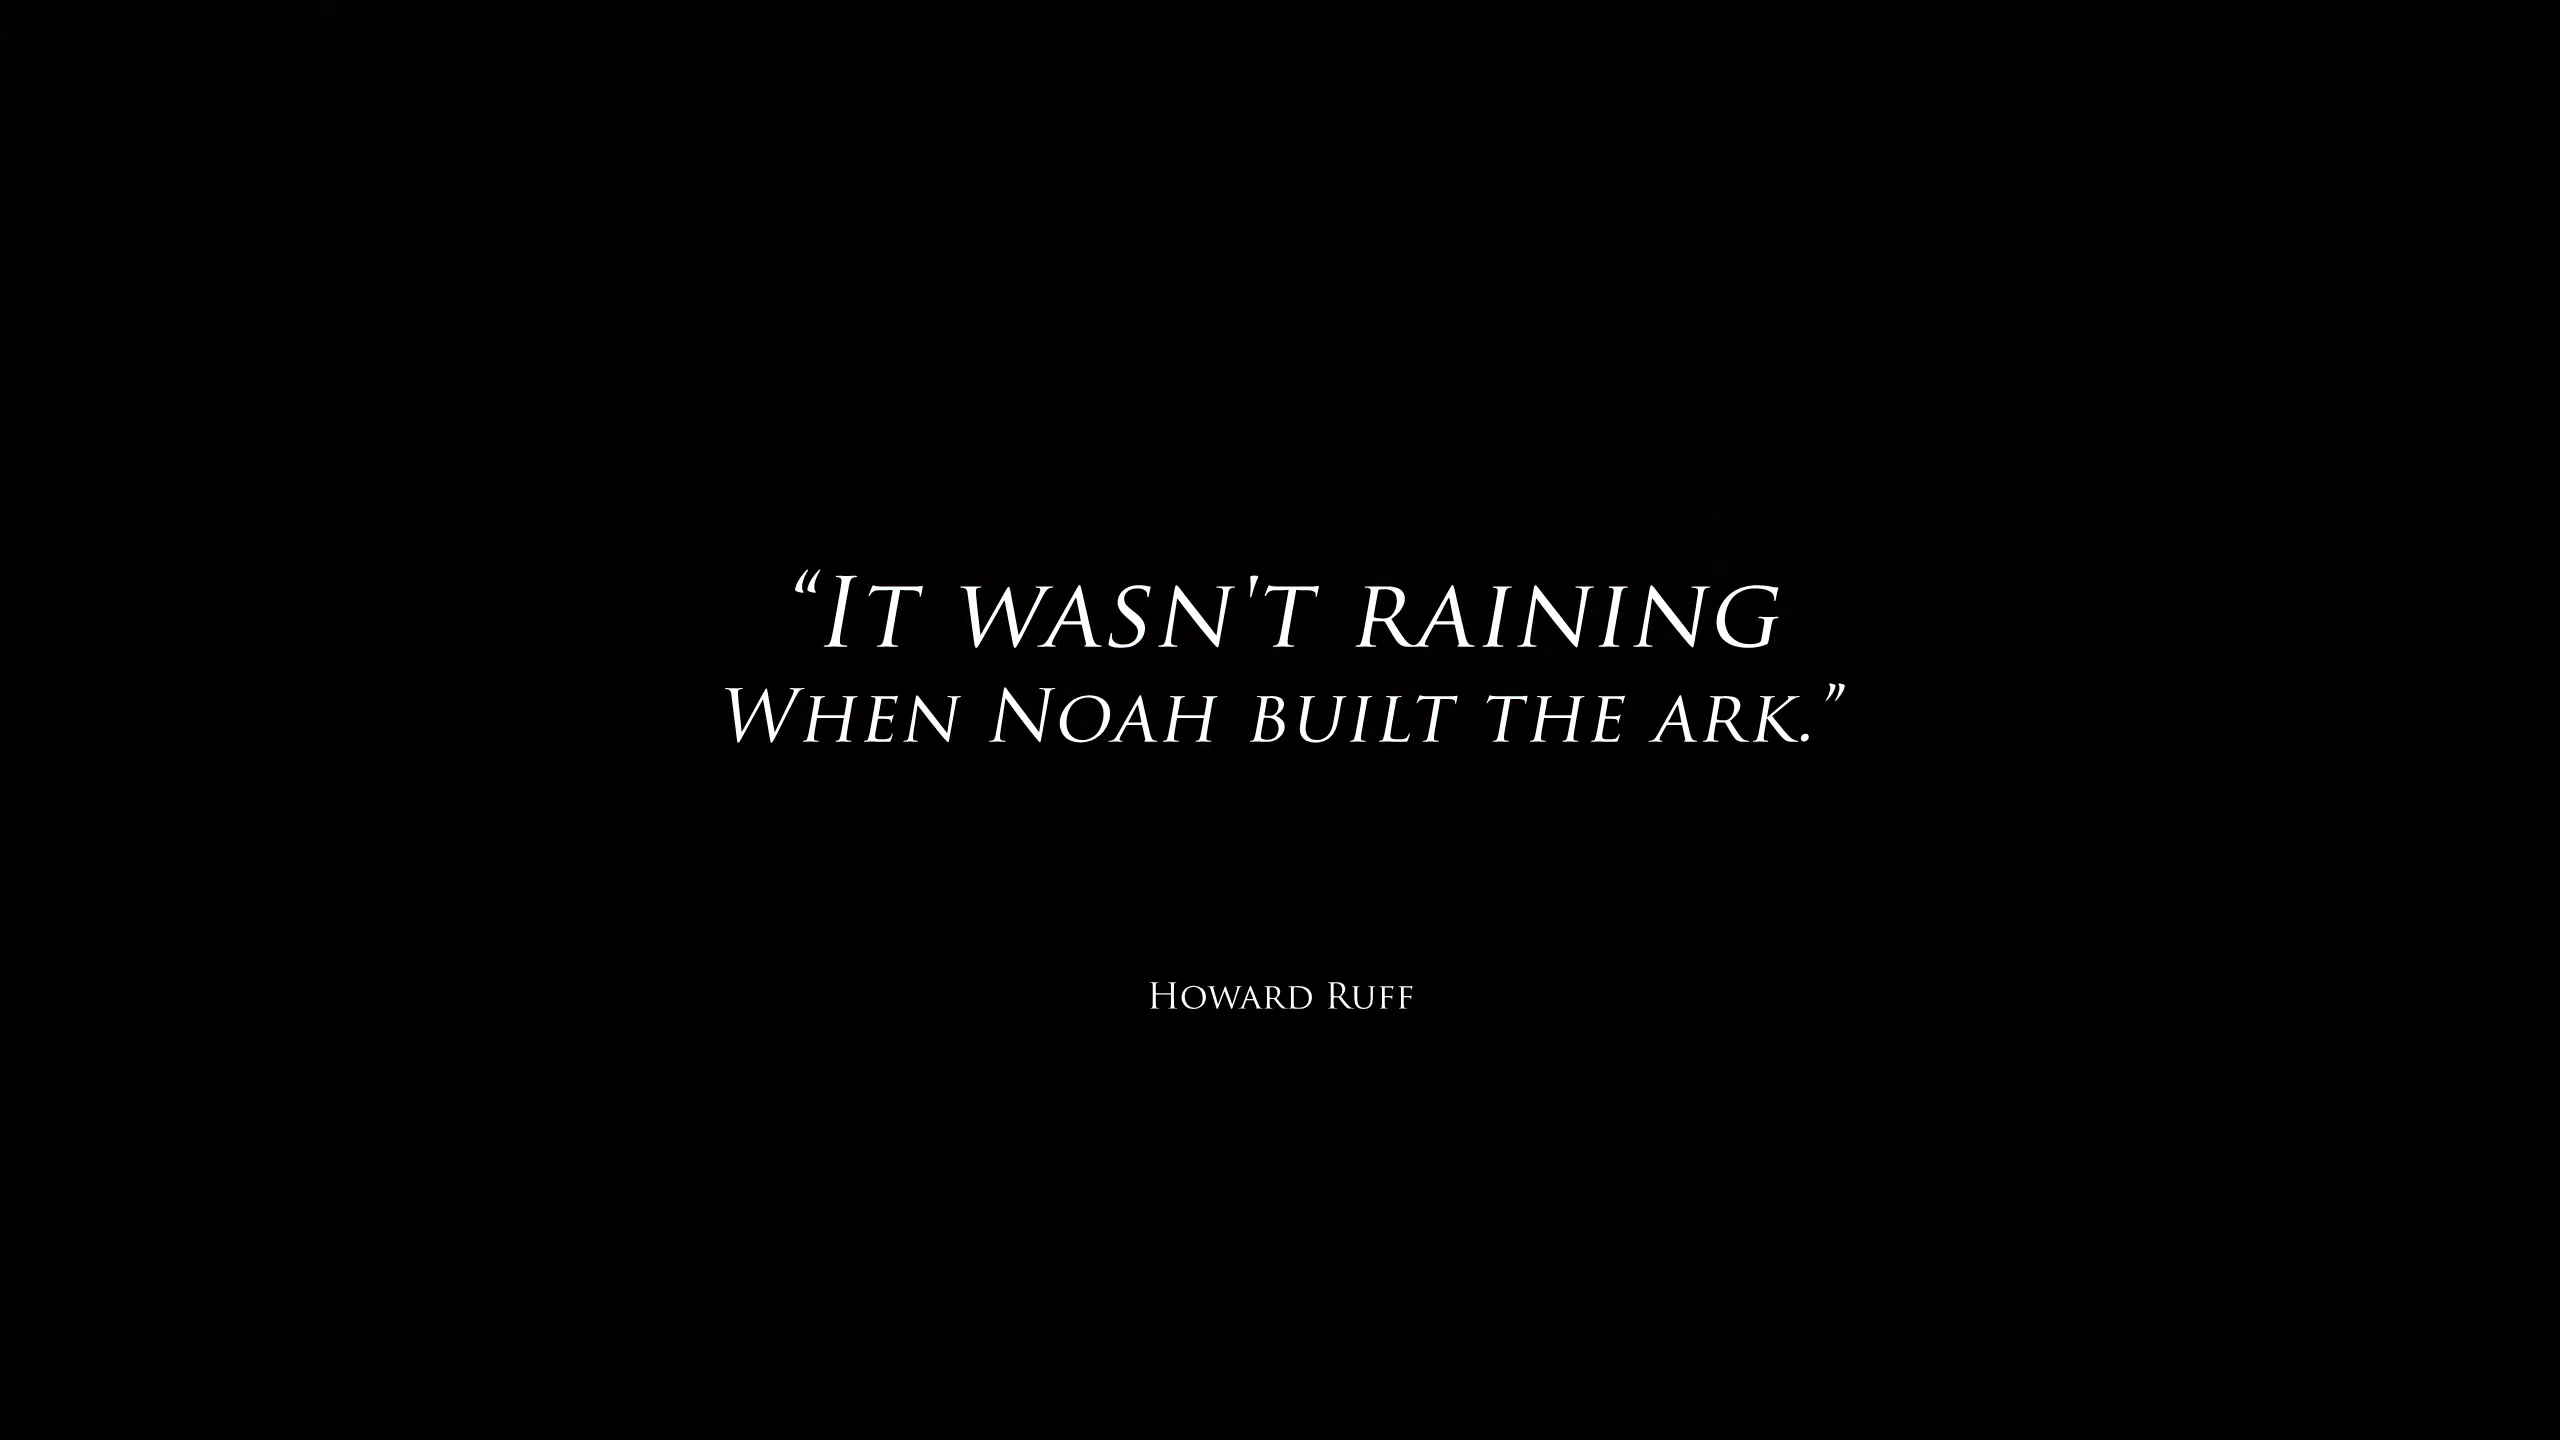 “It wasn't raining
When Noah built the ark.”
Howard Ruff